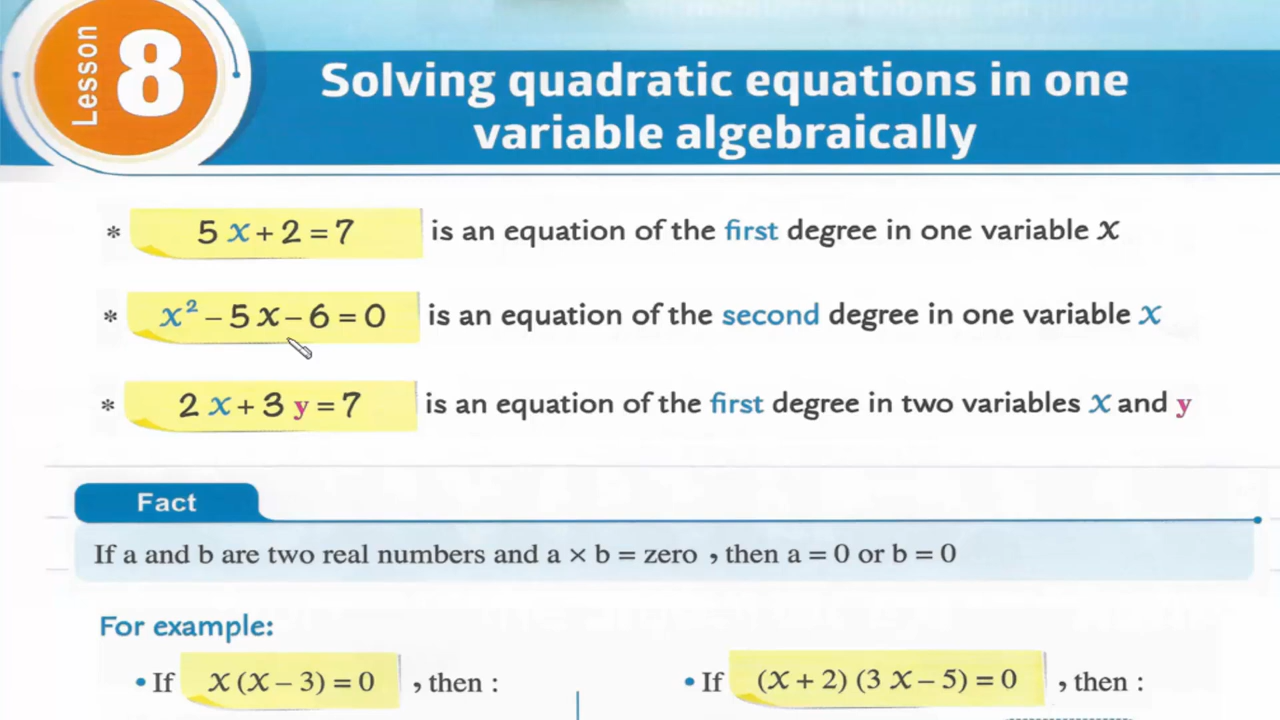 Lesson 8
Solving quadratic equations in one
variable algebraically
* 5 x + 2 = 7 is an equation of the first degree in one variable x
* x² – 5 x – 6 = 0 is an equation of the second degree in one variable x
* 2 x + 3 y = 7 is an equation of the first degree in two variables x and y
Fact
If a and b are two real numbers and a × b = zero , then a = 0 or b = 0
For example:
• If x (x – 3) = 0 , then :
• If (x + 2) (3 x – 5) = 0 , then :